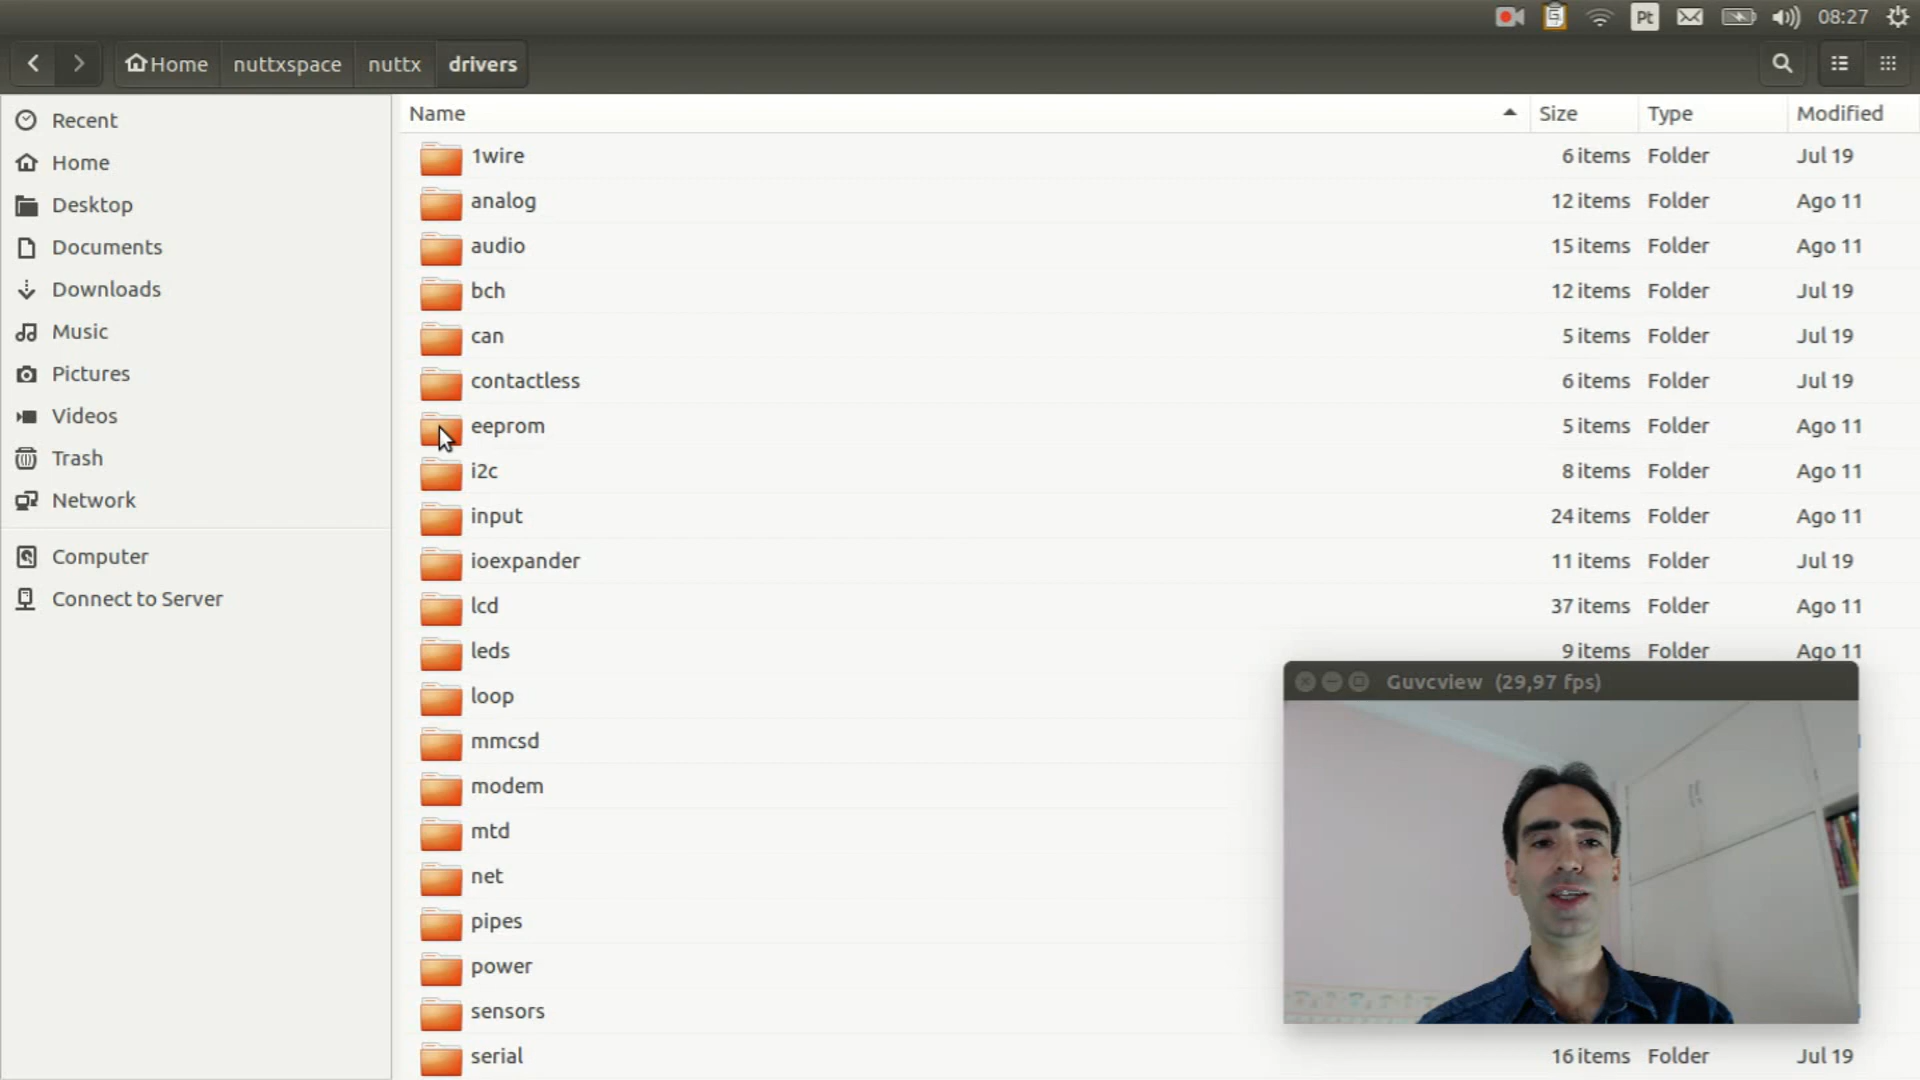 Pt 08:27
Home nuttxspace nuttx drivers
Recent
Home
Desktop
Documents
Downloads
Music
Pictures
Videos
Trash
Network
Computer
Connect to Server
Name Size Type Modified
1wire 6 items Folder Jul 19
analog 12 items Folder Ago 11
audio 15 items Folder Ago 11
bch 12 items Folder Jul 19
can 5 items Folder Jul 19
contactless 6 items Folder Jul 19
eeprom 5 items Folder Ago 11
i2c 8 items Folder Ago 11
input 24 items Folder Ago 11
ioexpander 11 items Folder Jul 19
lcd 37 items Folder Ago 11
leds 9 items Folder Ago 11
loop
mmcsd
modem
mtd
net
pipes
power
sensors
serial 16 items Folder Jul 19
Guvcview (29,97 fps)